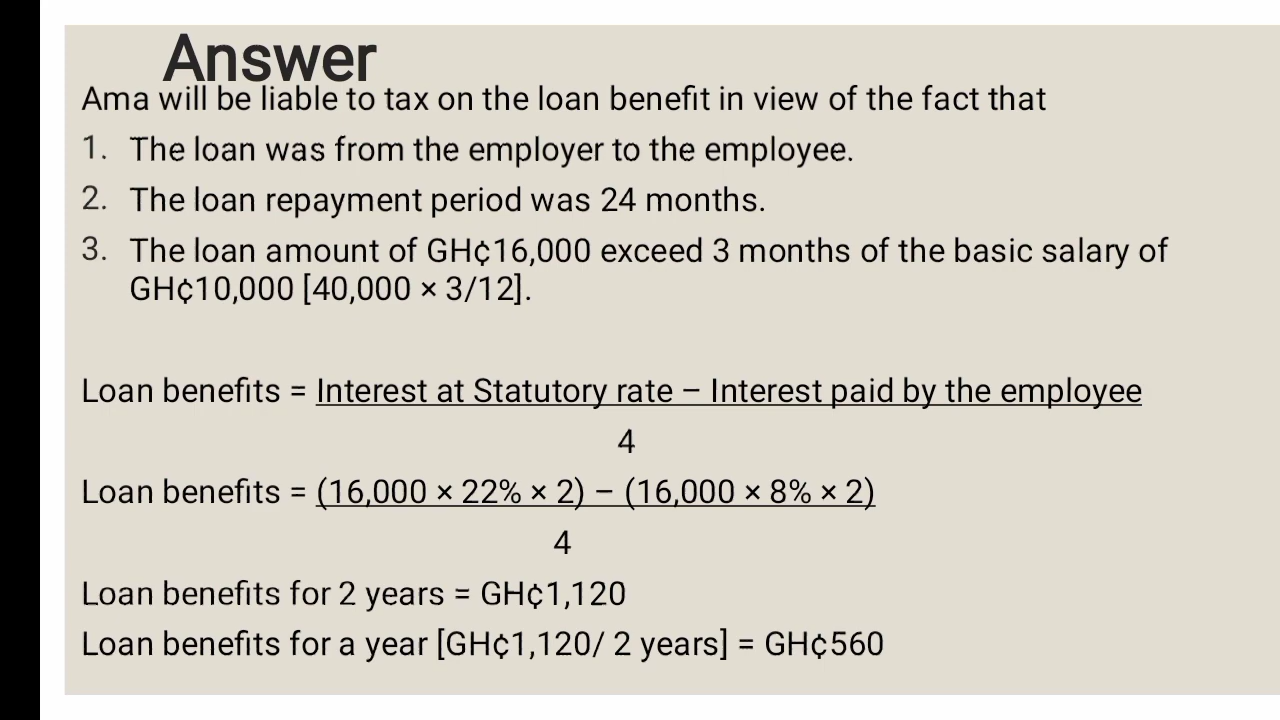 Answer
Ama will be liable to tax on the loan benefit in view of the fact that
1. The loan was from the employer to the employee.
2. The loan repayment period was 24 months.
3. The loan amount of GH¢16,000 exceed 3 months of the basic salary of
GH¢10,000 [40,000 × 3/12].
Loan benefits = Interest at Statutory rate – Interest paid by the employee
4
Loan benefits = (16,000 × 22% × 2) – (16,000 × 8% × 2)
4
Loan benefits for 2 years = GH¢1,120
Loan benefits for a year [GH¢1,120/ 2 years] = GH¢560